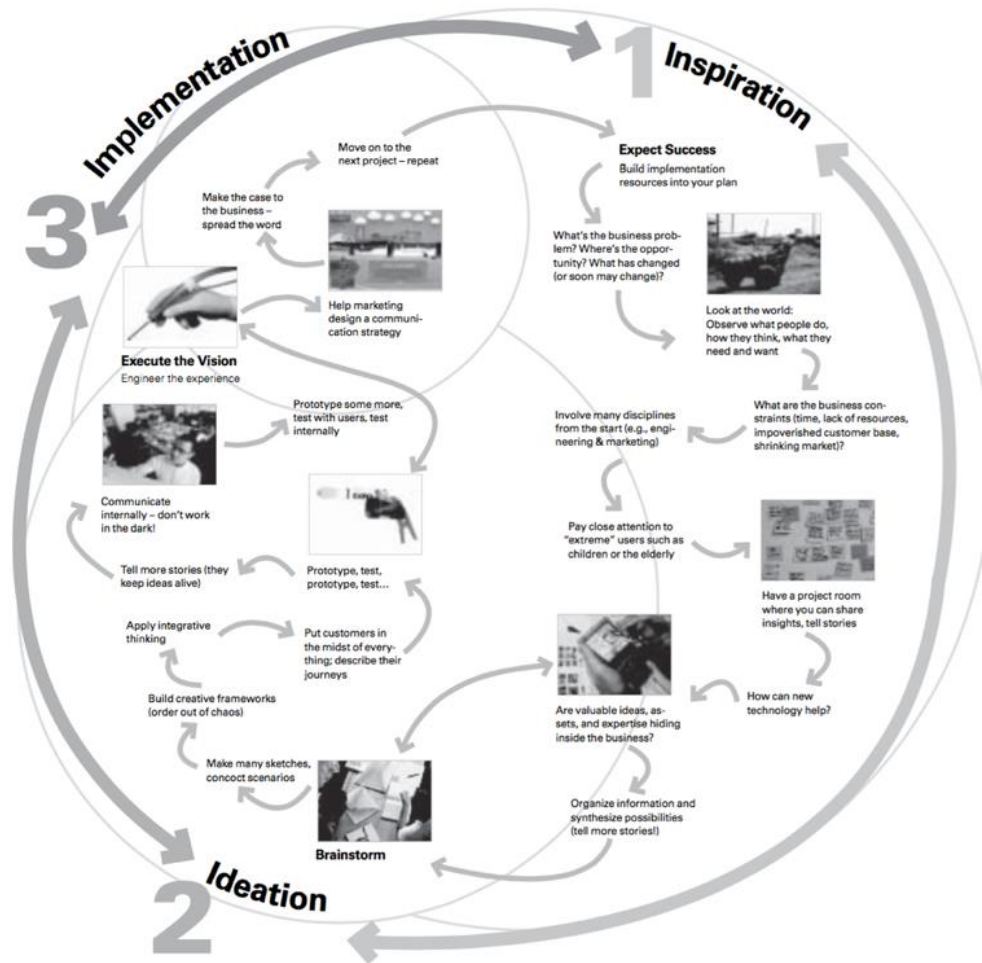 1
Inspiration
Expect Success
Build implementation
resources into your plan
What's the business prob-
lem? Where's the oppor-
tunity? What has changed
(or soon may change)?
Look at the world:
Observe what people do,
how they think, what they
need and want
What are the business con-
straints (time, lack of resources,
impoverished customer base,
shrinking market)?
Involve many disciplines
from the start (e.g., engi-
neering & marketing)
Pay close attention to
“extreme” users such as
children or the elderly
Have a project room
where you can share
insights, tell stories
How can new
technology help?
Are valuable ideas, as-
sets, and expertise hiding
inside the business?
Organize information and
synthesize possibilities
(tell more stories!)
2
Ideation
Brainstorm
Make many sketches,
concoct scenarios
Build creative frameworks
(order out of chaos)
Apply integrative
thinking
Put customers in
the midst of every-
thing; describe their
journeys
Prototype, test,
prototype, test…
Tell more stories (they
keep ideas alive)
Communicate
internally – don't work
in the dark!
Prototype some more,
test with users, test
internally
3
Implementation
Execute the Vision
Engineer the experience
Help marketing
design a communi-
cation strategy
Make the case to
the business –
spread the word
Move on to the
next project – repeat